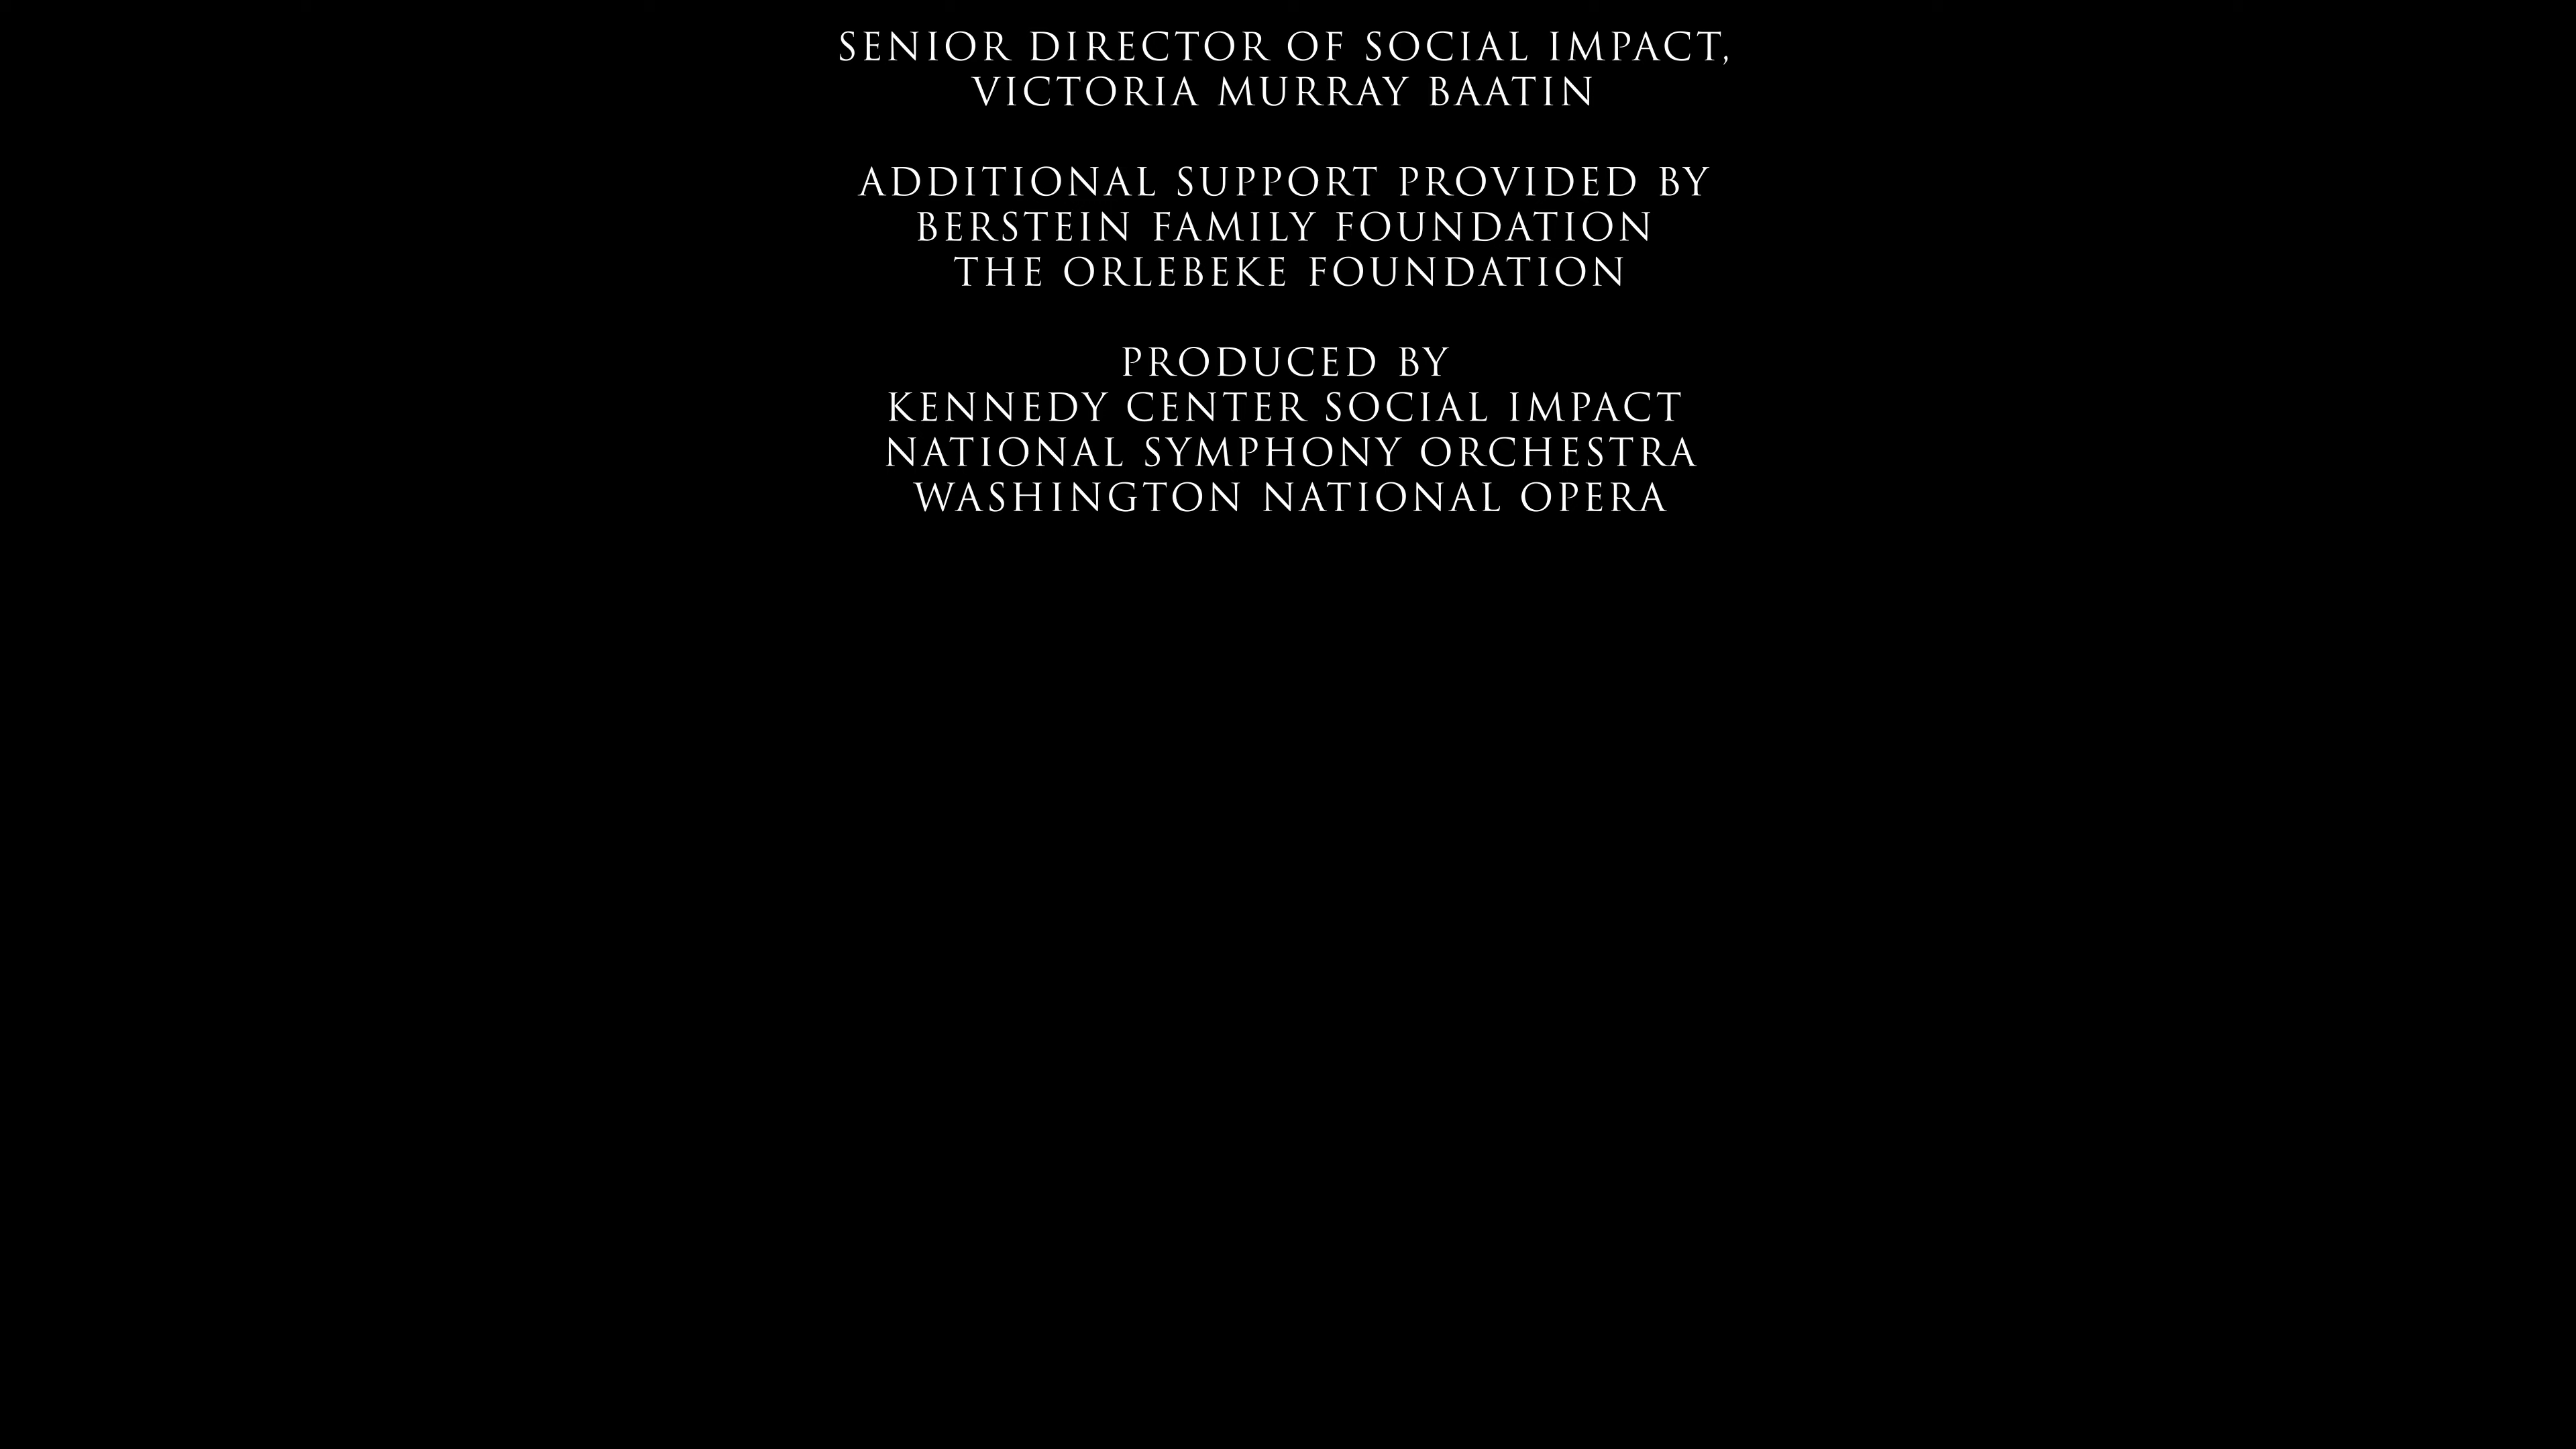 SENIOR DIRECTOR OF SOCIAL IMPACT,
VICTORIA MURRAY BAATIN
ADDITIONAL SUPPORT PROVIDED BY
BERSTEIN FAMILY FOUNDATION
THE ORLEBEKE FOUNDATION
PRODUCED BY
KENNEDY CENTER SOCIAL IMPACT
NATIONAL SYMPHONY ORCHESTRA
WASHINGTON NATIONAL OPERA